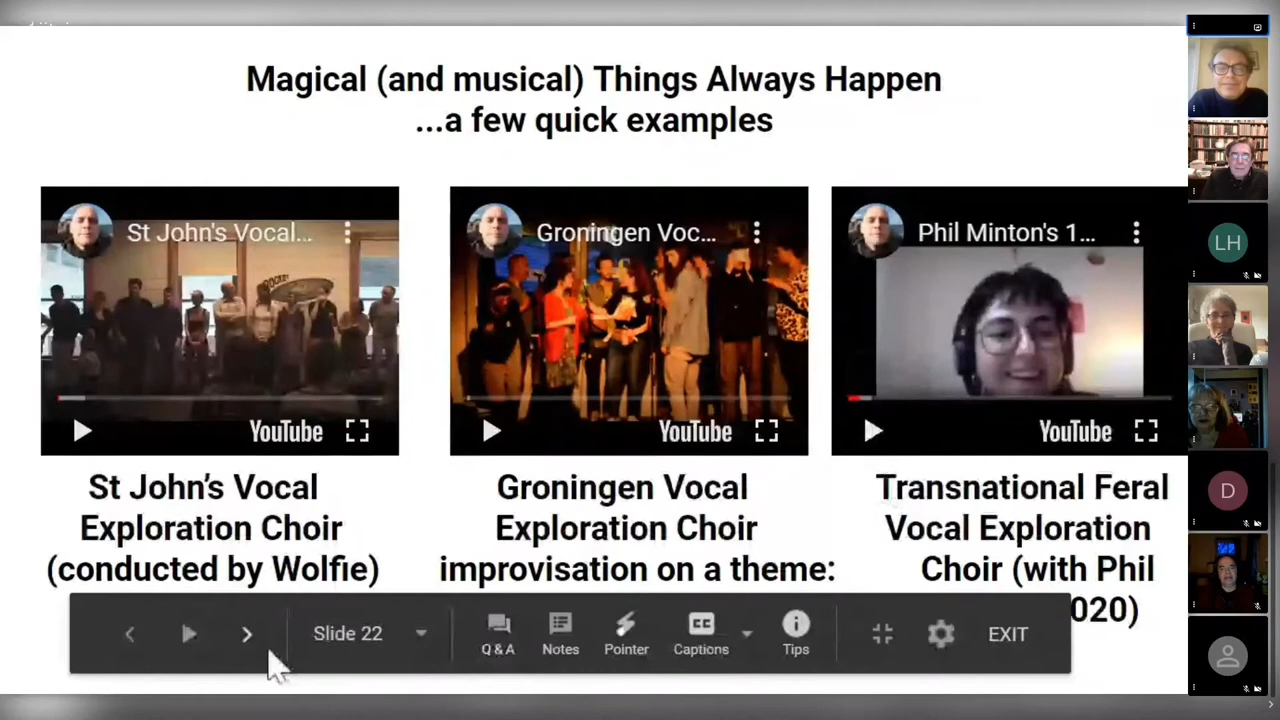 Magical (and musical) Things Always Happen
...a few quick examples
St John's Vocal...
YouTube
Groningen Voc...
YouTube
Phil Minton's 1...
YouTube
St John’s Vocal
Exploration Choir
(conducted by Wolfie)
Groningen Vocal
Exploration Choir
improvisation on a theme:
Transnational Feral
Vocal Exploration
Choir (with Phil
020)
Slide 22
Q & A
Notes
Pointer
CC
Captions
Tips
EXIT
LH
D